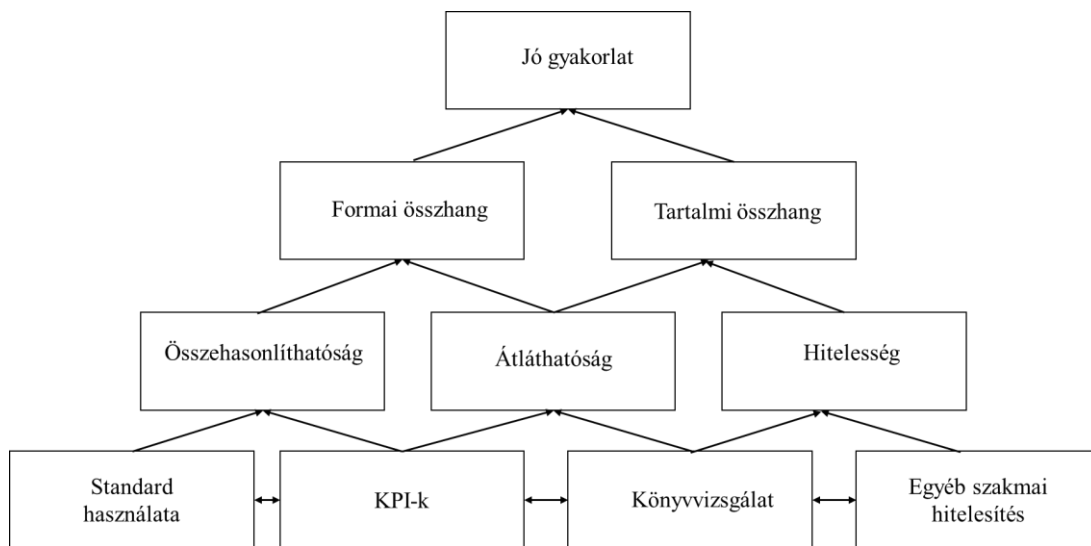 Jó gyakorlat
Formai összhang
Tartalmi összhang
Összehasonlíthatóság
Átláthatóság
Hitelesség
Standard
használata
KPI-k
Könyvvizsgálat
Egyéb szakmai
hitelesítés